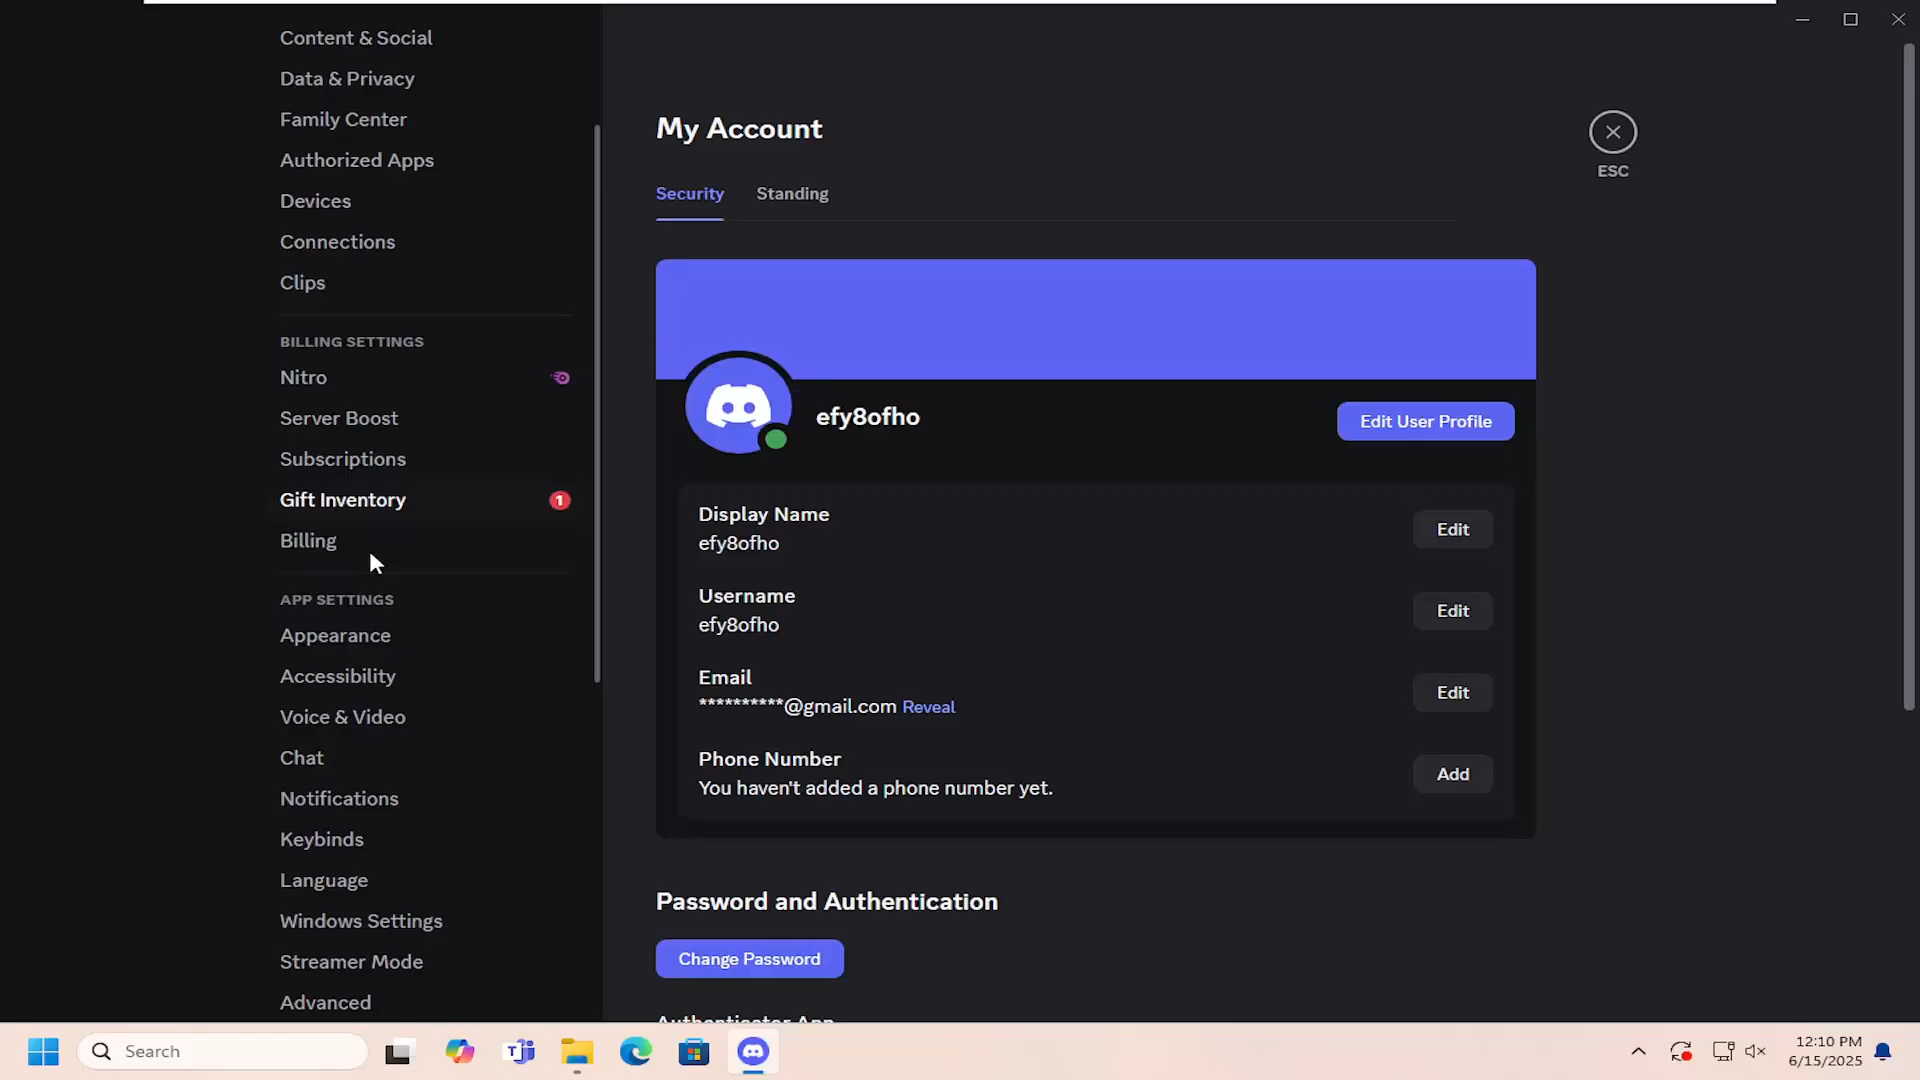 Content & Social
Data & Privacy
Family Center
Authorized Apps
Devices
Connections
Clips
BILLING SETTINGS
Nitro
Server Boost
Subscriptions
Gift Inventory 1
Billing
APP SETTINGS
Appearance
Accessibility
Voice & Video
Chat
Notifications
Keybinds
Language
Windows Settings
Streamer Mode
Advanced
My Account
ESC
Security Standing
efy8ofho
Edit User Profile
Display Name
efy8ofho
Edit
Username
efy8ofho
Edit
Email
**********@gmail.com Reveal
Edit
Phone Number
You haven't added a phone number yet.
Add
Password and Authentication
Change Password
Authenticator App
Search
12:10 PM
6/15/2025